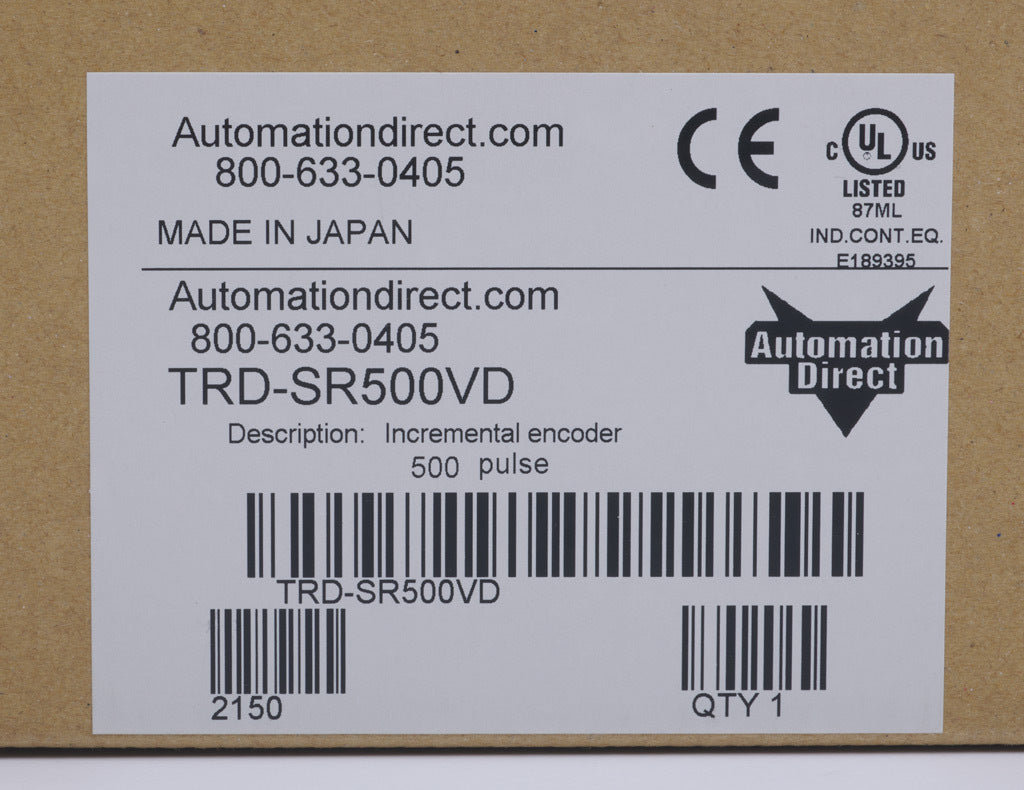 Automationdirect.com
800-633-0405
MADE IN JAPAN
CE
C UL US
LISTED
87ML
IND.CONT.EQ.
E189395
Automationdirect.com
800-633-0405
TRD-SR500VD
Automation
Direct
Description: Incremental encoder
500 pulse
TRD-SR500VD
2150
QTY 1